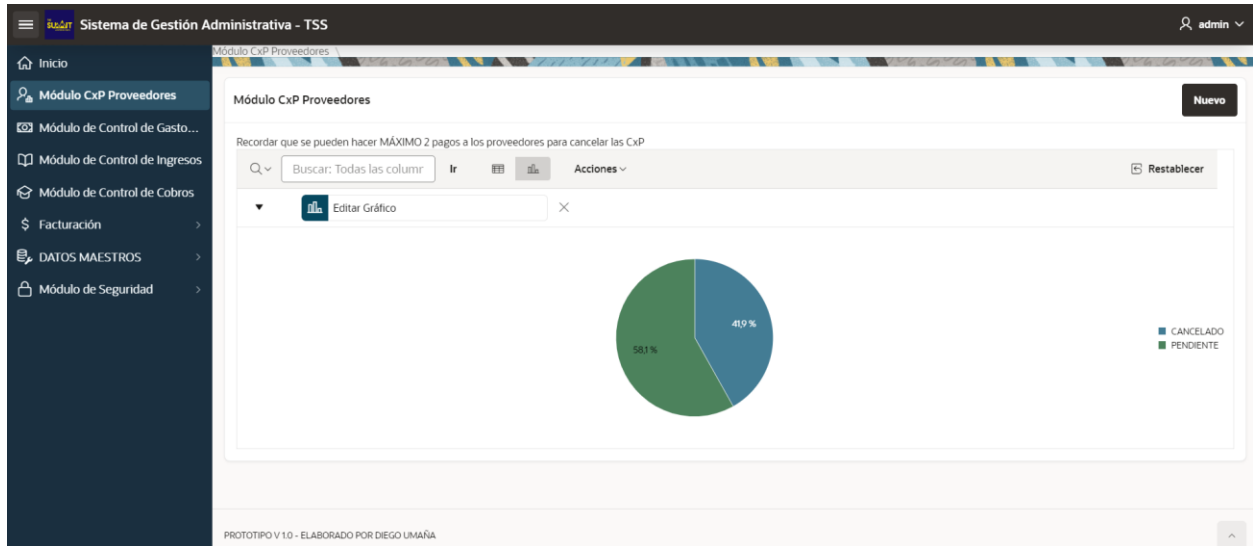 SUMAR Sistema de Gestión Administrativa - TSS
admin
Inicio
Módulo CxP Proveedores
Módulo de Control de Gasto...
Módulo de Control de Ingresos
Módulo de Control de Cobros
$ Facturación
DATOS MAESTROS
Módulo de Seguridad
Módulo CxP Proveedores \
Módulo CxP Proveedores
Nuevo
Recordar que se pueden hacer MÁXIMO 2 pagos a los proveedores para cancelar las CxP
Buscar: Todas las columr
Ir
Acciones
Restablecer
Editar Gráfico
41,9 %
58,1 %
CANCELADO
PENDIENTE
PROTOTIPO V 1.0 - ELABORADO POR DIEGO UMAÑA